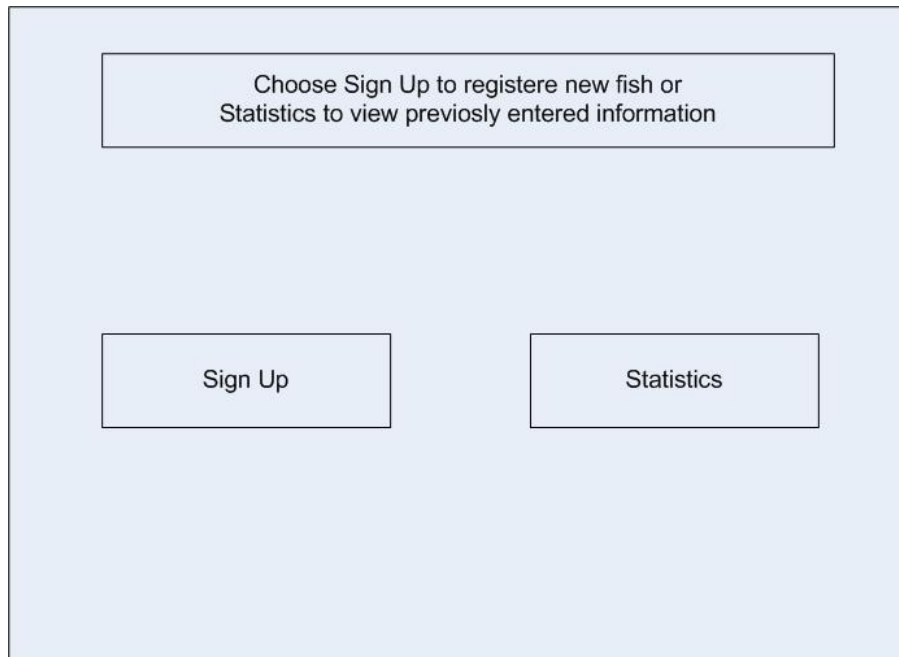 Choose Sign Up to registere new fish or
Statistics to view previosly entered information
Sign Up
Statistics